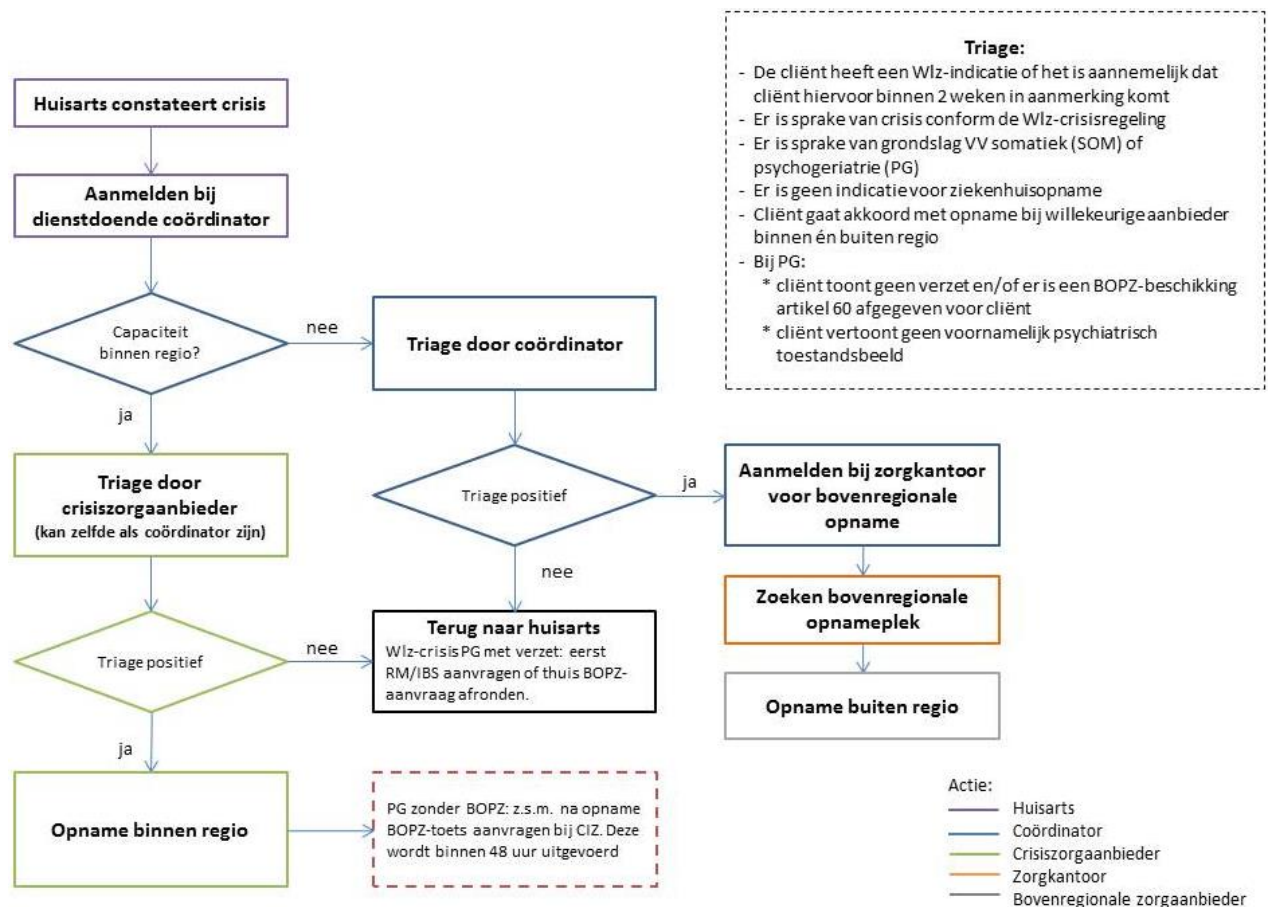 Huisarts constateert crisis
Aanmelden bij
dienstdoende coördinator
Capaciteit
binnen regio?
nee
ja
Triage door coördinator
Triage door
crisiszorgaanbieder
(kan zelfde als coördinator zijn)
Triage positief
ja
nee
Aanmelden bij zorgkantoor
voor bovenregionale
opname
Zoeken bovenregionale
opnameplek
Opname buiten regio
Triage positief
nee
ja
Terug naar huisarts
Wlz-crisis PG met verzet: eerst
RM/IBS aanvragen of thuis BOPZ-
aanvraag afronden.
Opname binnen regio
PG zonder BOPZ: z.s.m. na opname
BOPZ-toets aanvragen bij CIZ. Deze
wordt binnen 48 uur uitgevoerd
Triage:
- De cliënt heeft een Wlz-indicatie of het is aannemelijk dat
cliënt hiervoor binnen 2 weken in aanmerking komt
- Er is sprake van crisis conform de Wlz-crisisregeling
- Er is sprake van grondslag VV somatiek (SOM) of
psychogeriatrie (PG)
- Er is geen indicatie voor ziekenhuisopname
- Cliënt gaat akkoord met opname bij willekeurige aanbieder
binnen én buiten regio
- Bij PG:
* cliënt toont geen verzet en/of er is een BOPZ-beschikking
artikel 60 afgegeven voor cliënt
* cliënt vertoont geen voornamelijk psychiatrisch
toestandsbeeld
Actie:
Huisarts
Coördinator
Crisiszorgaanbieder
Zorgkantoor
Bovenregionale zorgaanbieder